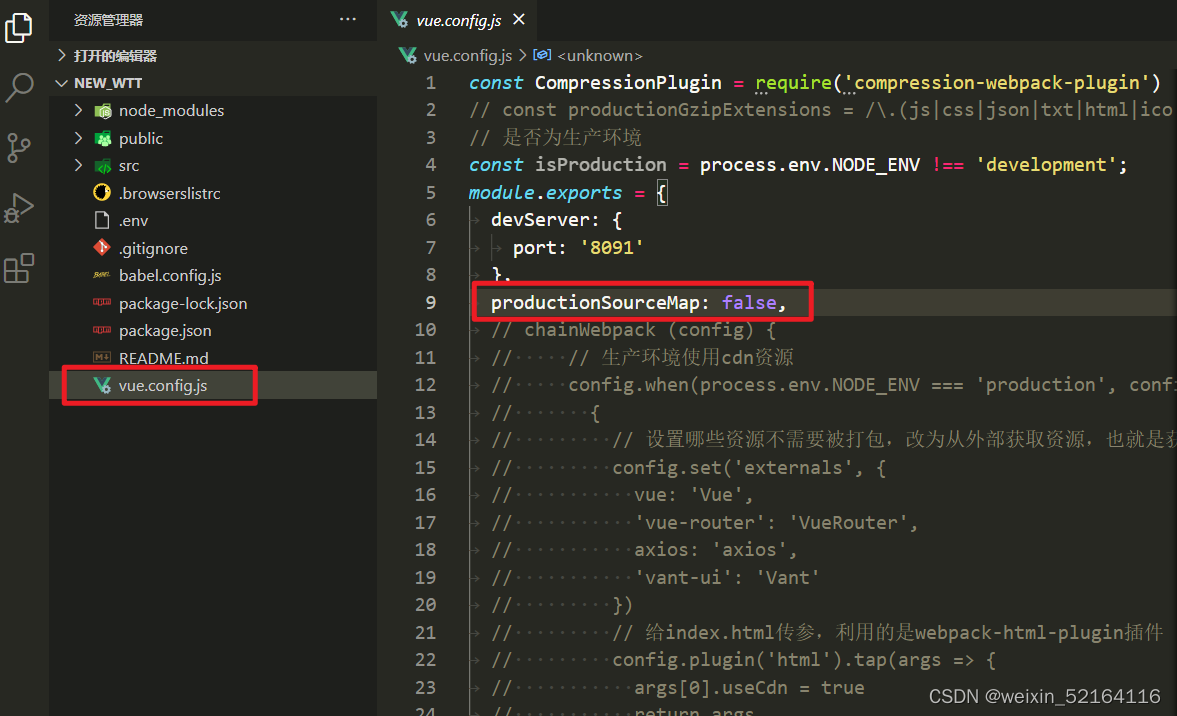 资源管理器 ···
打开的编辑器
NEW_WTT
node_modules
public
src
.browserslistrc
.env
.gitignore
babel.config.js
package-lock.json
package.json
README.md
vue.config.js
vue.config.js
vue.config.js > <unknown>
1 const CompressionPlugin = require('compression-webpack-plugin')
2 // const productionGzipExtensions = /\.(js|css|json|txt|html|ico
3 // 是否为生产环境
4 const isProduction = process.env.NODE_ENV !== 'development';
5 module.exports = {
6 devServer: {
7 port: '8091'
8 },
9 productionSourceMap: false,
10 // chainWebpack (config) {
11 // // 生产环境使用cdn资源
12 // config.when(process.env.NODE_ENV === 'production', confi
13 // {
14 // // 设置哪些资源不需要被打包，改为从外部获取资源，也就是获
15 // config.set('externals', {
16 // vue: 'Vue',
17 // 'vue-router': 'VueRouter',
18 // axios: 'axios',
19 // 'vant-ui': 'Vant'
20 // })
21 // // 给index.html传参，利用的是webpack-html-plugin插件
22 // config.plugin('html').tap(args => {
23 // args[0].useCdn = true
24 // return args
CSDN @weixin_52164116